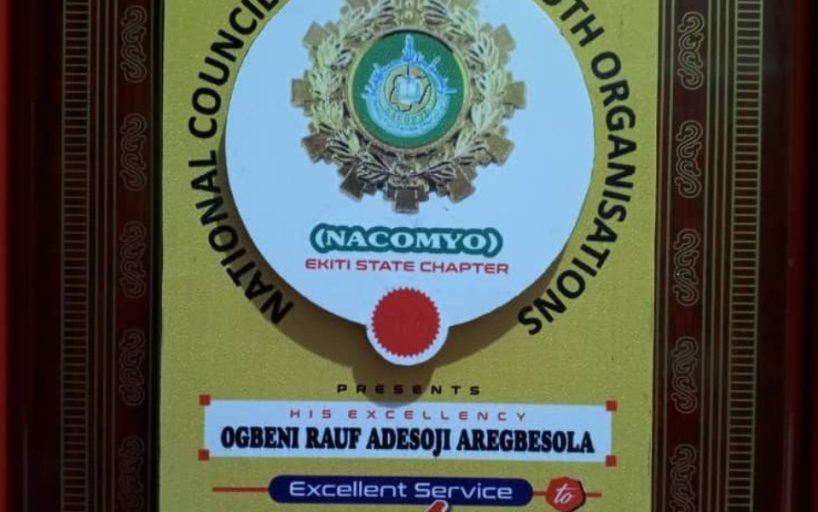 NATIONAL COUNCIL
TH ORGANISATIONS
(NACOMYO)
EKITI STATE CHAPTER
PRESENTS
HIS EXCELLENCY
OGBENI RAUF ADESOJI AREGBESOLA
Excellent Service to